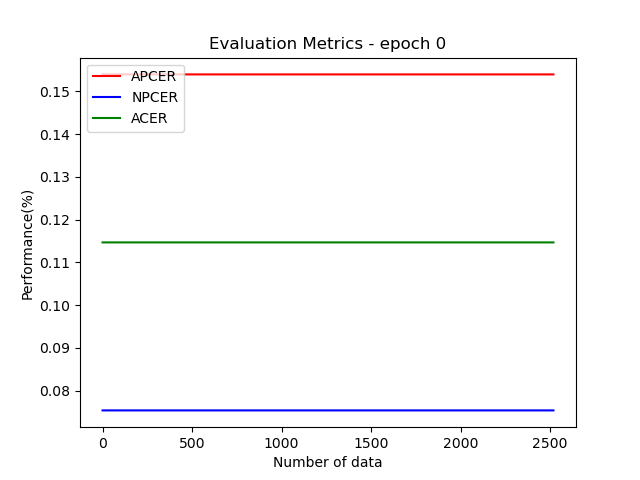 Evaluation Metrics - epoch 0
APCER
NPCER
ACER
Performance(%)
0.15
0.14
0.13
0.12
0.11
0.10
0.09
0.08
0 500 1000 1500 2000 2500
Number of data